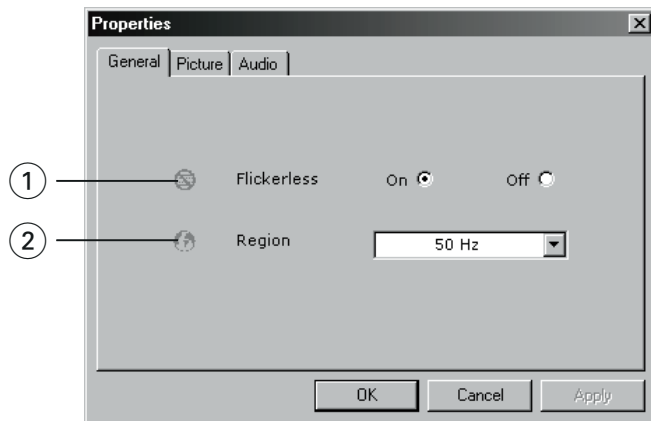 Properties
General Picture Audio
1 Flickerless On Off
2 Region 50 Hz
OK Cancel Apply